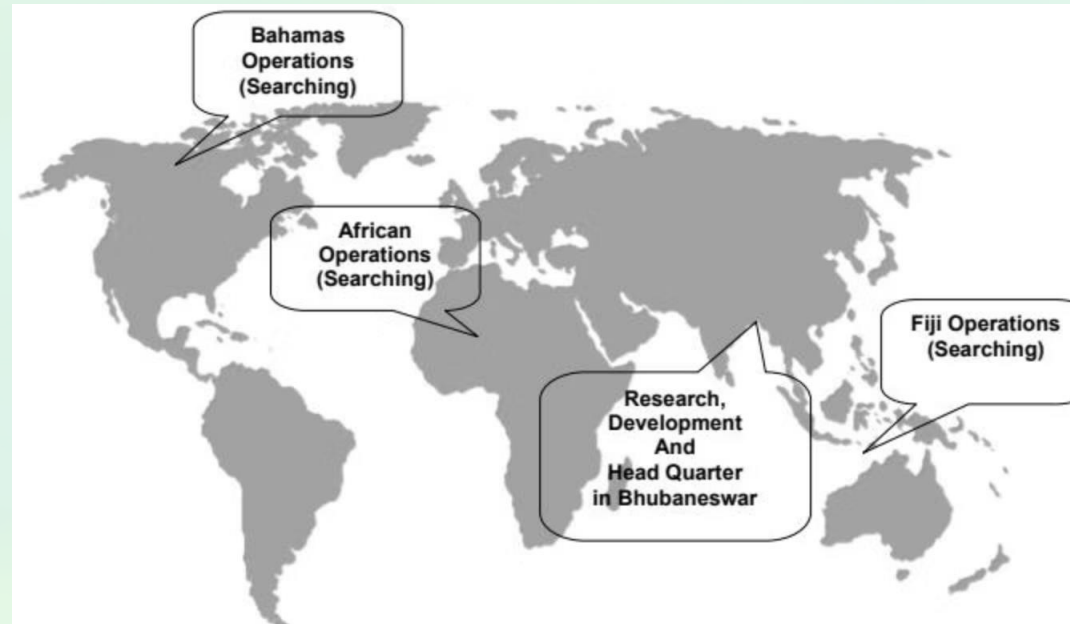 Bahamas
Operations
(Searching)
African
Operations
(Searching)
Fiji Operations
(Searching)
Research,
Development
And
Head Quarter
in Bhubaneswar